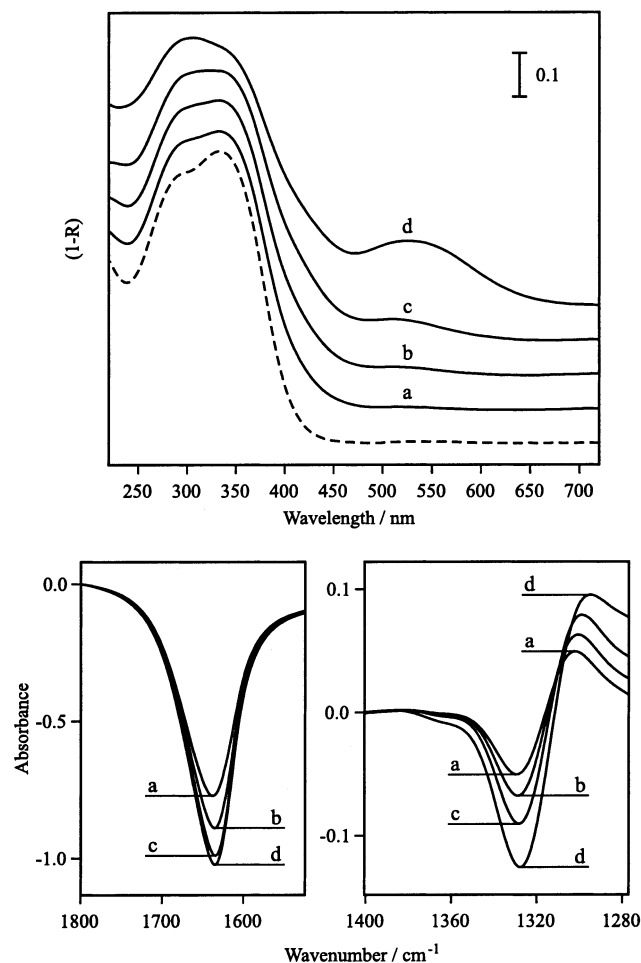 0.1
d
c
b
a
(1-R)
250 300 350 400 450 500 550 600 650 700
Wavelength / nm
0.0
-0.5
-1.0
Absorbance
a
b
c
d
1800 1700 1600
0.1
0.0
-0.1
d
a
a
b
c
d
1400 1360 1320 1280
Wavenumber / cm⁻¹